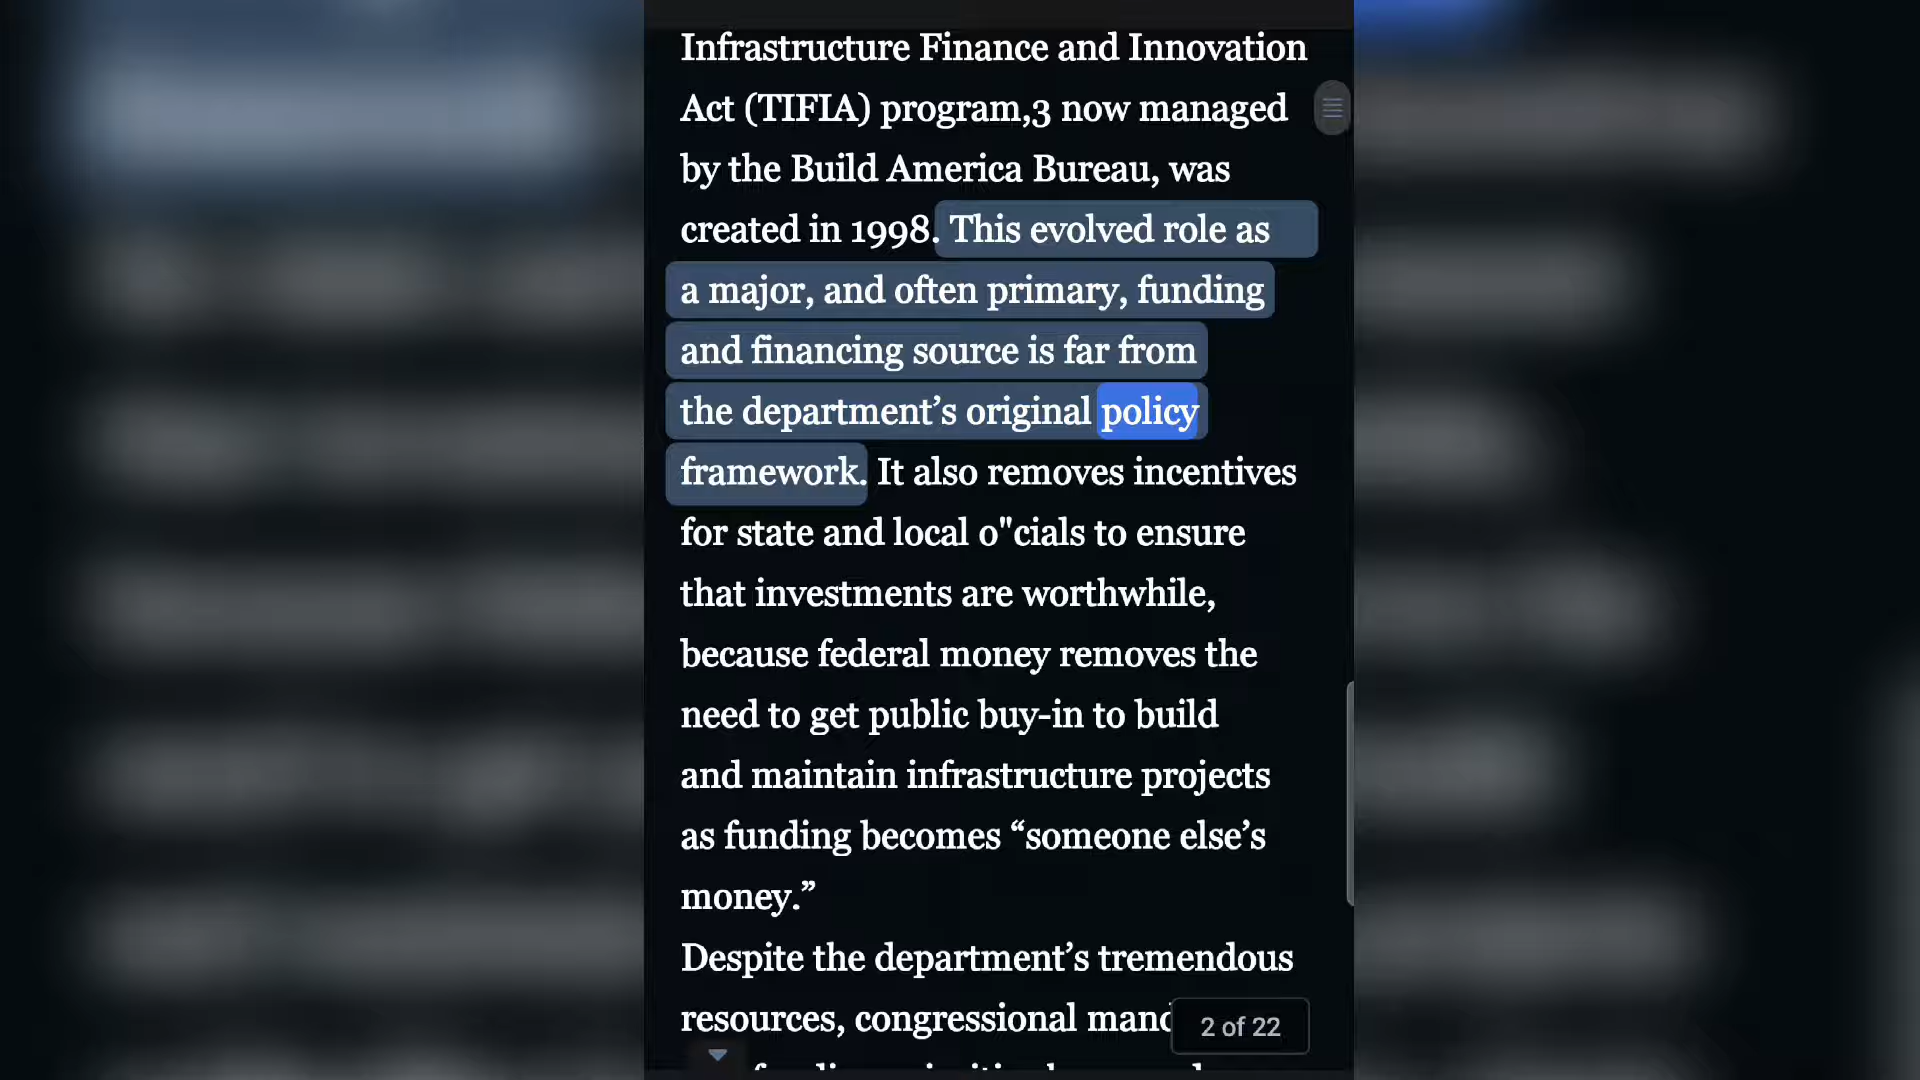 Infrastructure Finance and Innovation
Act (TIFIA) program,3 now managed
by the Build America Bureau, was
created in 1998. This evolved role as
a major, and often primary, funding
and financing source is far from
the department’s original policy
framework. It also removes incentives
for state and local o"cials to ensure
that investments are worthwhile,
because federal money removes the
need to get public buy-in to build
and maintain infrastructure projects
as funding becomes “someone else’s
money.”
Despite the department’s tremendous
resources, congressional
2 of 22